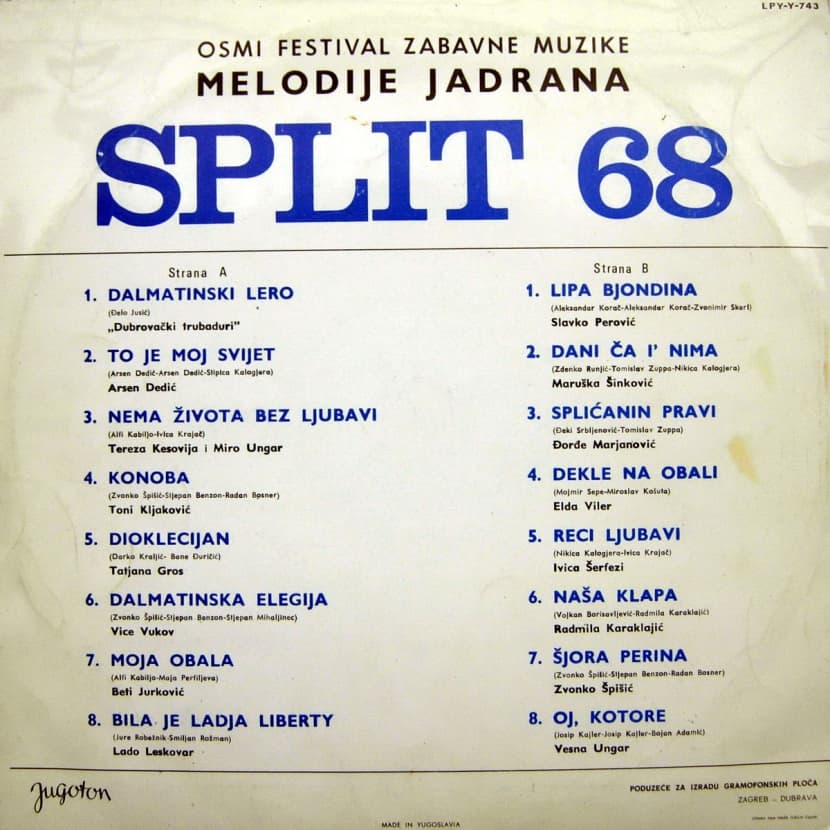 LPY-Y-743
OSMI FESTIVAL ZABAVNE MUZIKE
MELODIJE JADRANA
SPLIT 68
Strana A
1. DALMATINSKI LERO
(Đelo Jusić)
„Dubrovački trubaduri"
2. TO JE MOJ SVIJET
(Arsen Dedić-Arsen Dedić-Stipica Kalogjera)
Arsen Dedić
3. NEMA ŽIVOTA BEZ LJUBAVI
(Alfi Kabiljo-Ivica Krajač)
Tereza Kesovija i Miro Ungar
4. KONOBA
(Zvonko Špišić-Stjepan Benzon-Radan Bosner)
Toni Kljaković
5. DIOKLECIJAN
(Darko Kraljić- Bane Đuričić)
Tatjana Gros
6. DALMATINSKA ELEGIJA
(Zvonko Špišić-Stjepan Benzon-Stjepan Mihaljinec)
Vice Vukov
7. MOJA OBALA
(Alfi Kabiljo-Maja Perfiljeva)
Beti Jurković
8. BILA JE LADJA LIBERTY
(Jure Robežnik-Smiljan Rožman)
Lado Leskovar
Strana B
1. LIPA BJONDINA
(Aleksandar Korać-Aleksandar Korać-Zvonimir Skerl)
Slavko Perović
2. DANI ČA I' NIMA
(Zdenko Runjić-Tomislav Zuppa-Nikica Kalogjera)
Maruška Šinković
3. SPLIĆANIN PRAVI
(Đeki Srbljenović-Tomislav Zuppa)
Đorđe Marjanović
4. DEKLE NA OBALI
(Mojmir Sepe-Miroslav Košuta)
Elda Viler
5. RECI LJUBAVI
(Nikica Kalogjera-Ivica Krajač)
Ivica Šerfezi
6. NAŠA KLAPA
(Vojkan Borisavljević-Radmila Karaklajić)
Radmila Karaklajić
7. ŠJORA PERINA
(Zvonko Špišić-Stjepan Benzon-Radan Bosner)
Zvonko Špišić
8. OJ, KOTORE
(Josip Kajler-Josip Kajler-Bojan Adamić)
Vesna Ungar
Jugoton
PODUZEĆE ZA IZRADU GRAMOFONSKIH PLOČA
ZAGREB - DUBRAVA
MADE IN YUGOSLAVIA